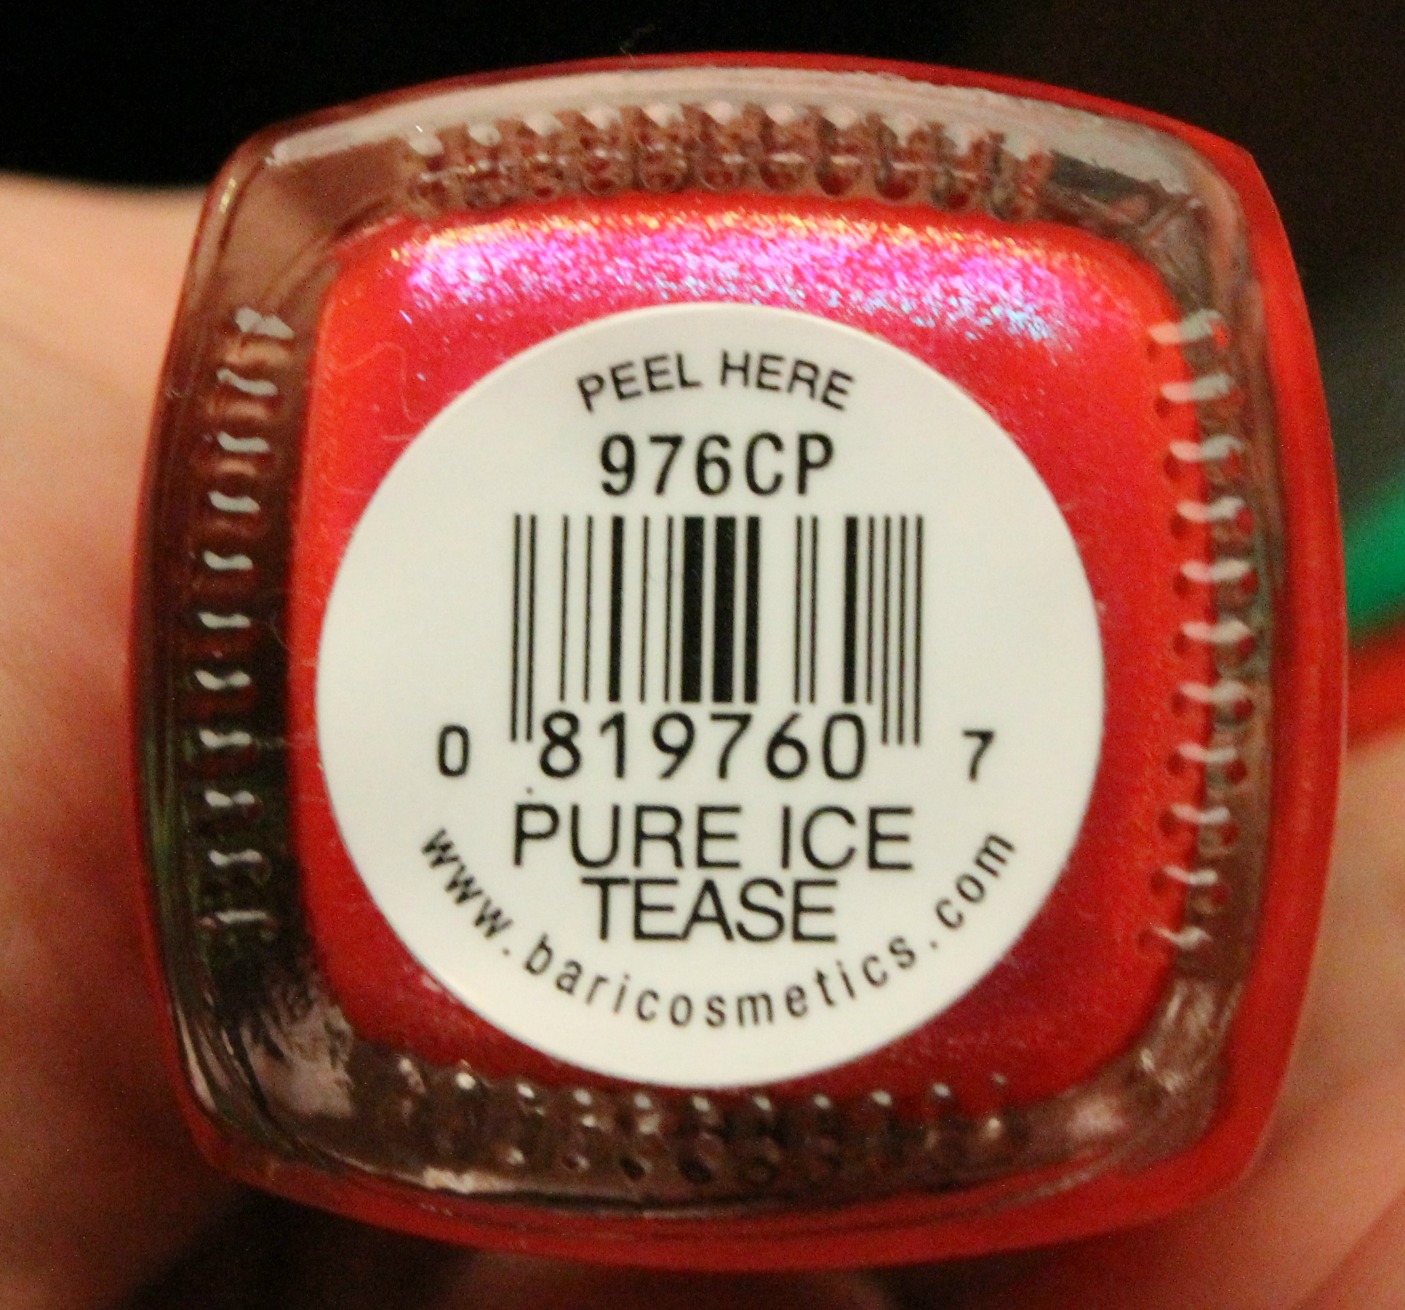 PEEL HERE
976CP
0 819760 7
PURE ICE
TEASE
www.baricosmetics.com